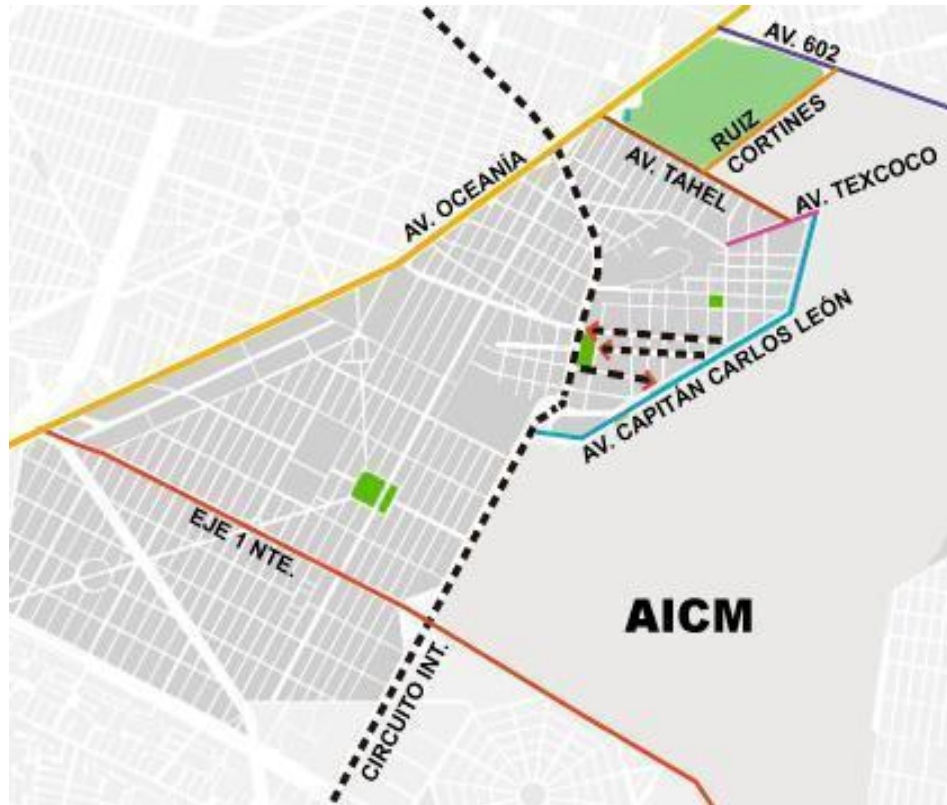 AV. 602
RUIZ
CORTINES
AV. TAHEL
AV. TEXCOCO
AV. OCEANÍA
AV. CAPITÁN CARLOS LEÓN
EJE 1 NTE.
AICM
CIRCUITO INT.